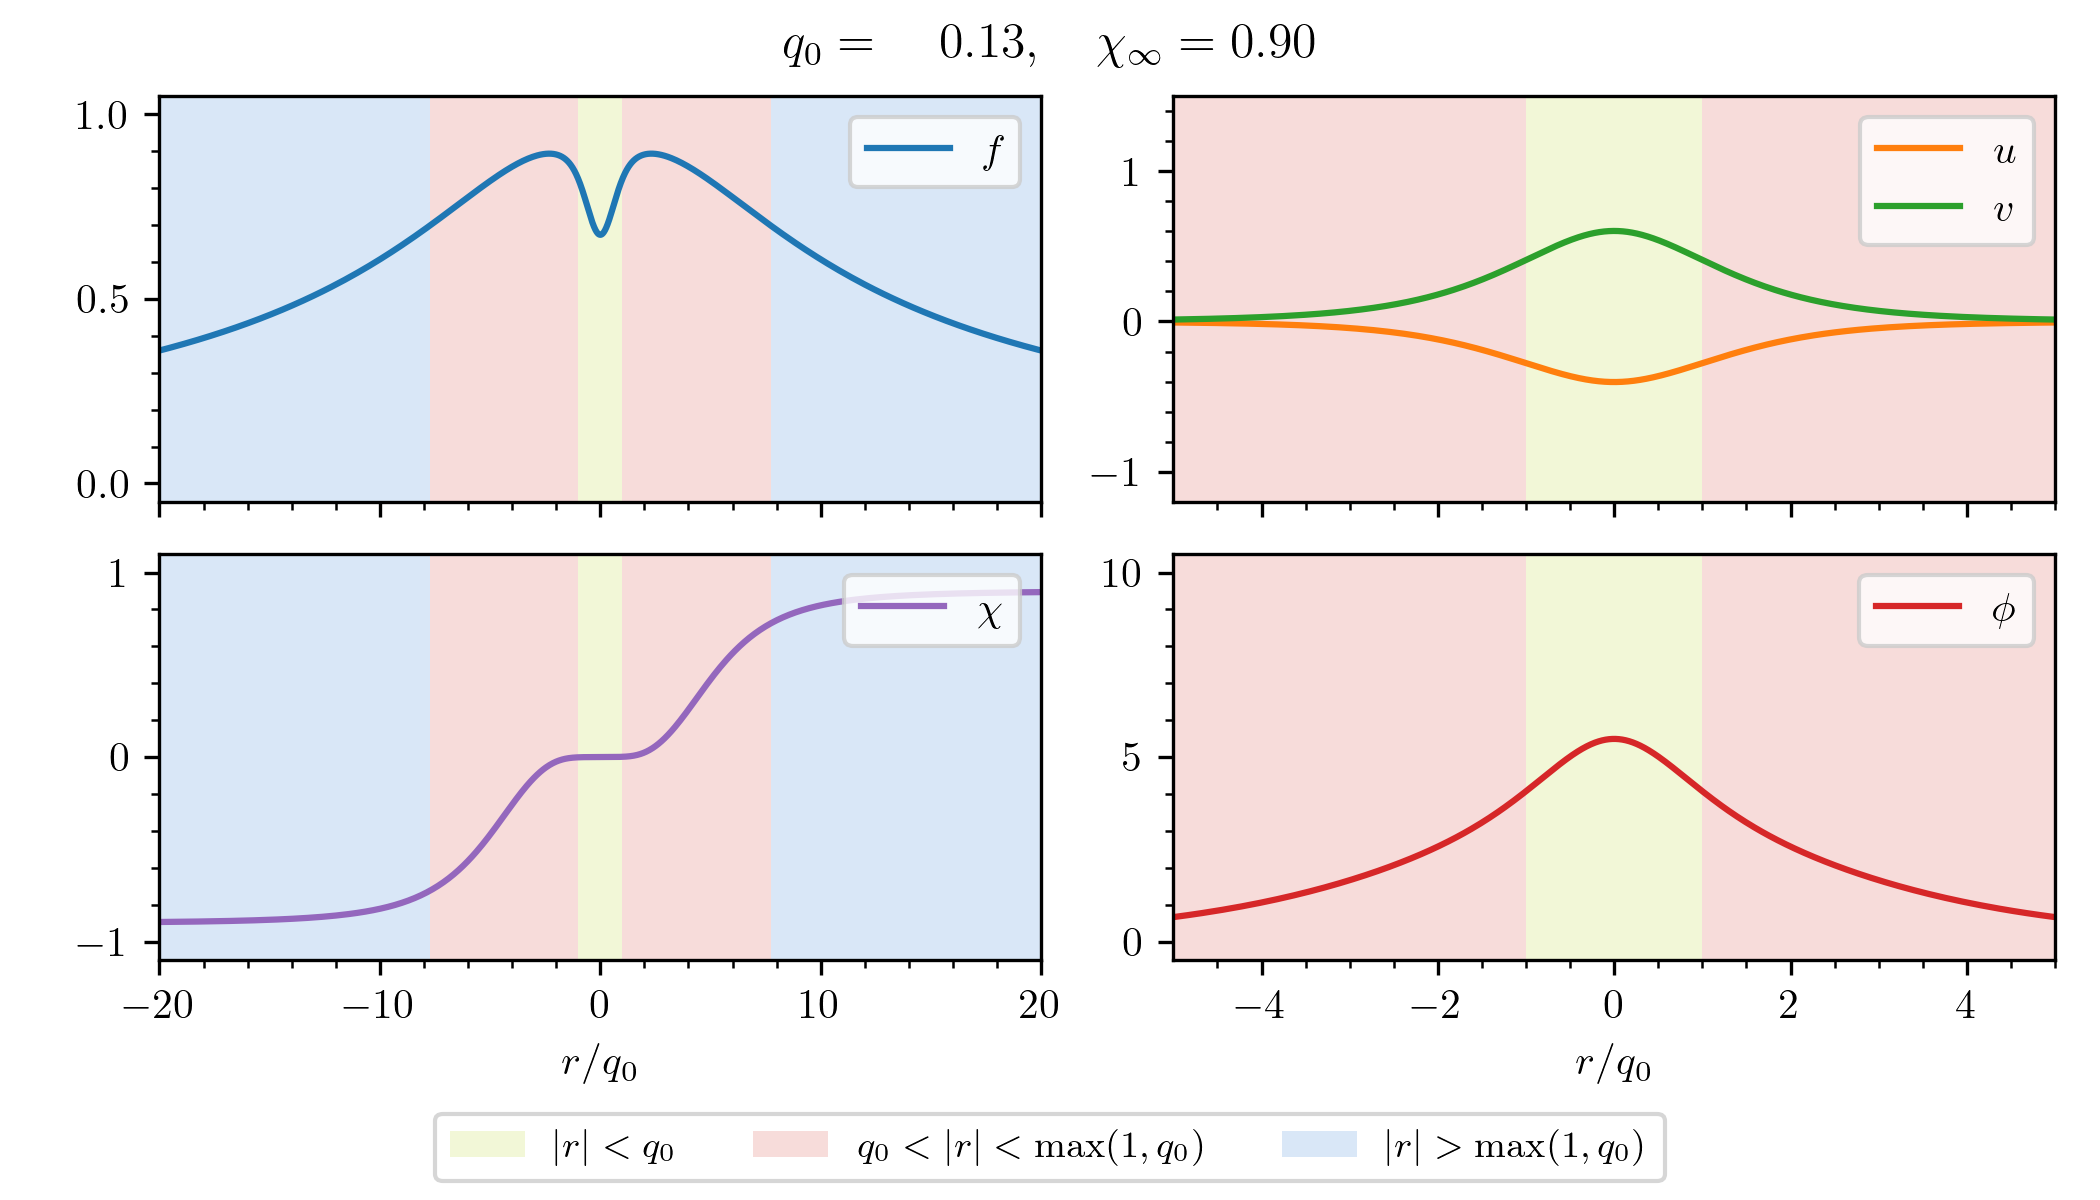 q₀ = 0.13, χ∞ = 0.90
1.0
0.5
0.0
f
1
0
−1
u
v
1
0
−1
−20 −10 0 10 20
r/q₀
χ
10
5
0
−4 −2 0 2 4
r/q₀
ϕ
|r| < q₀ q₀ < |r| < max(1, q₀) |r| > max(1, q₀)